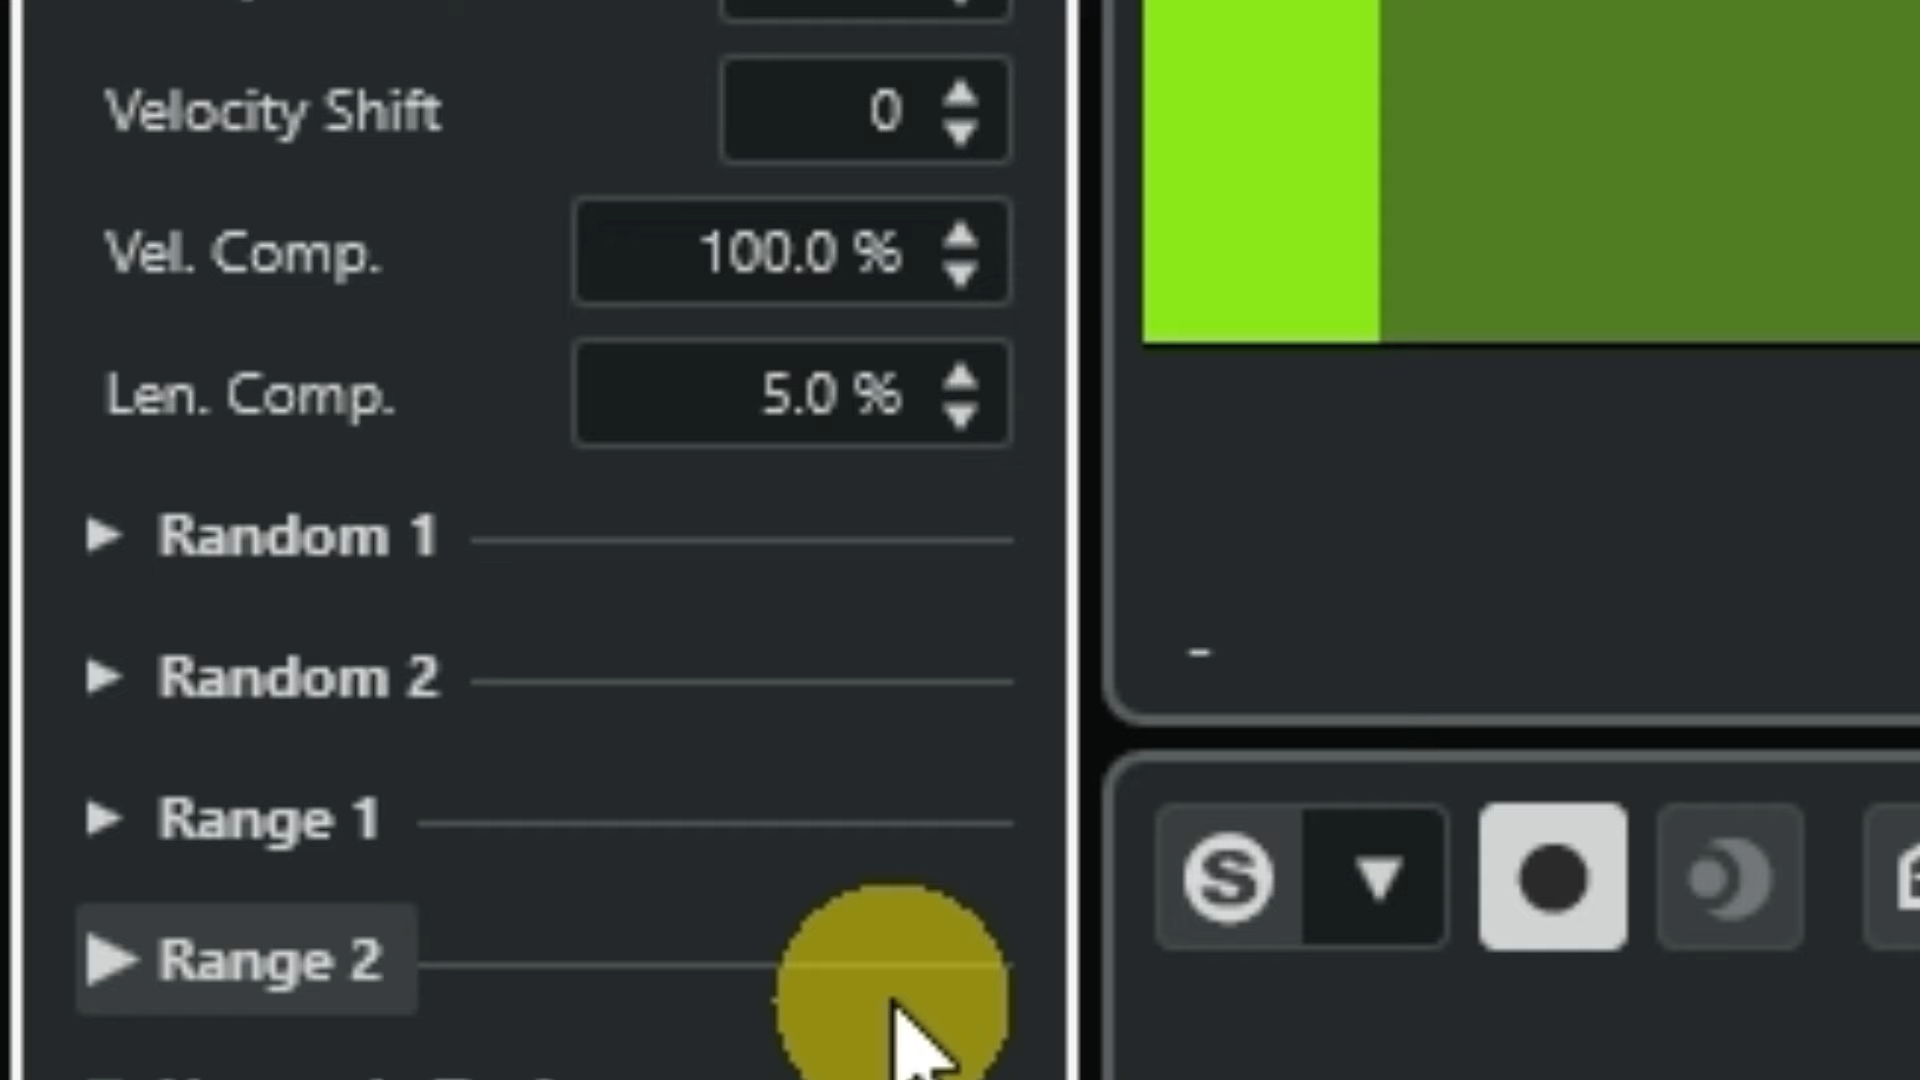 Velocity Shift 0
Vel. Comp. 100.0 %
Len. Comp. 5.0 %
Random 1
Random 2
-
Range 1
S
Range 2